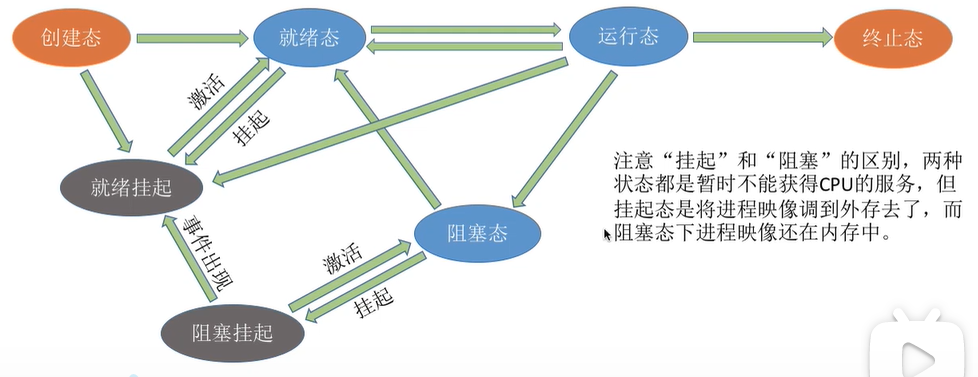 创建态
就绪态
运行态
终止态
激活
挂起
就绪挂起
注意“挂起”和“阻塞”的区别，两种
状态都是暂时不能获得CPU的服务，但
挂起态是将进程映像调到外存去了，而
阻塞态下进程映像还在内存中。
阻塞态
事件出现
激活
挂起
阻塞挂起